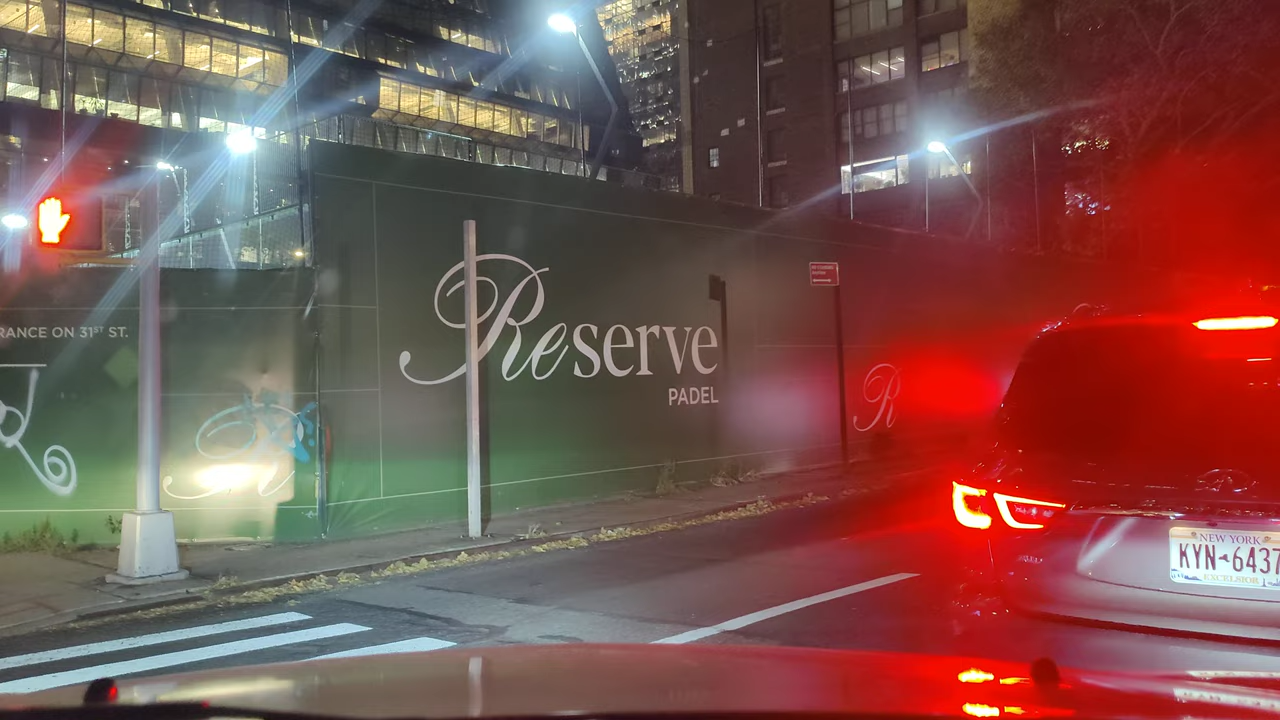 RANCE ON 31ST ST.
Reserve
PADEL
R
NEW YORK
KYN-6437
EXCELSIOR